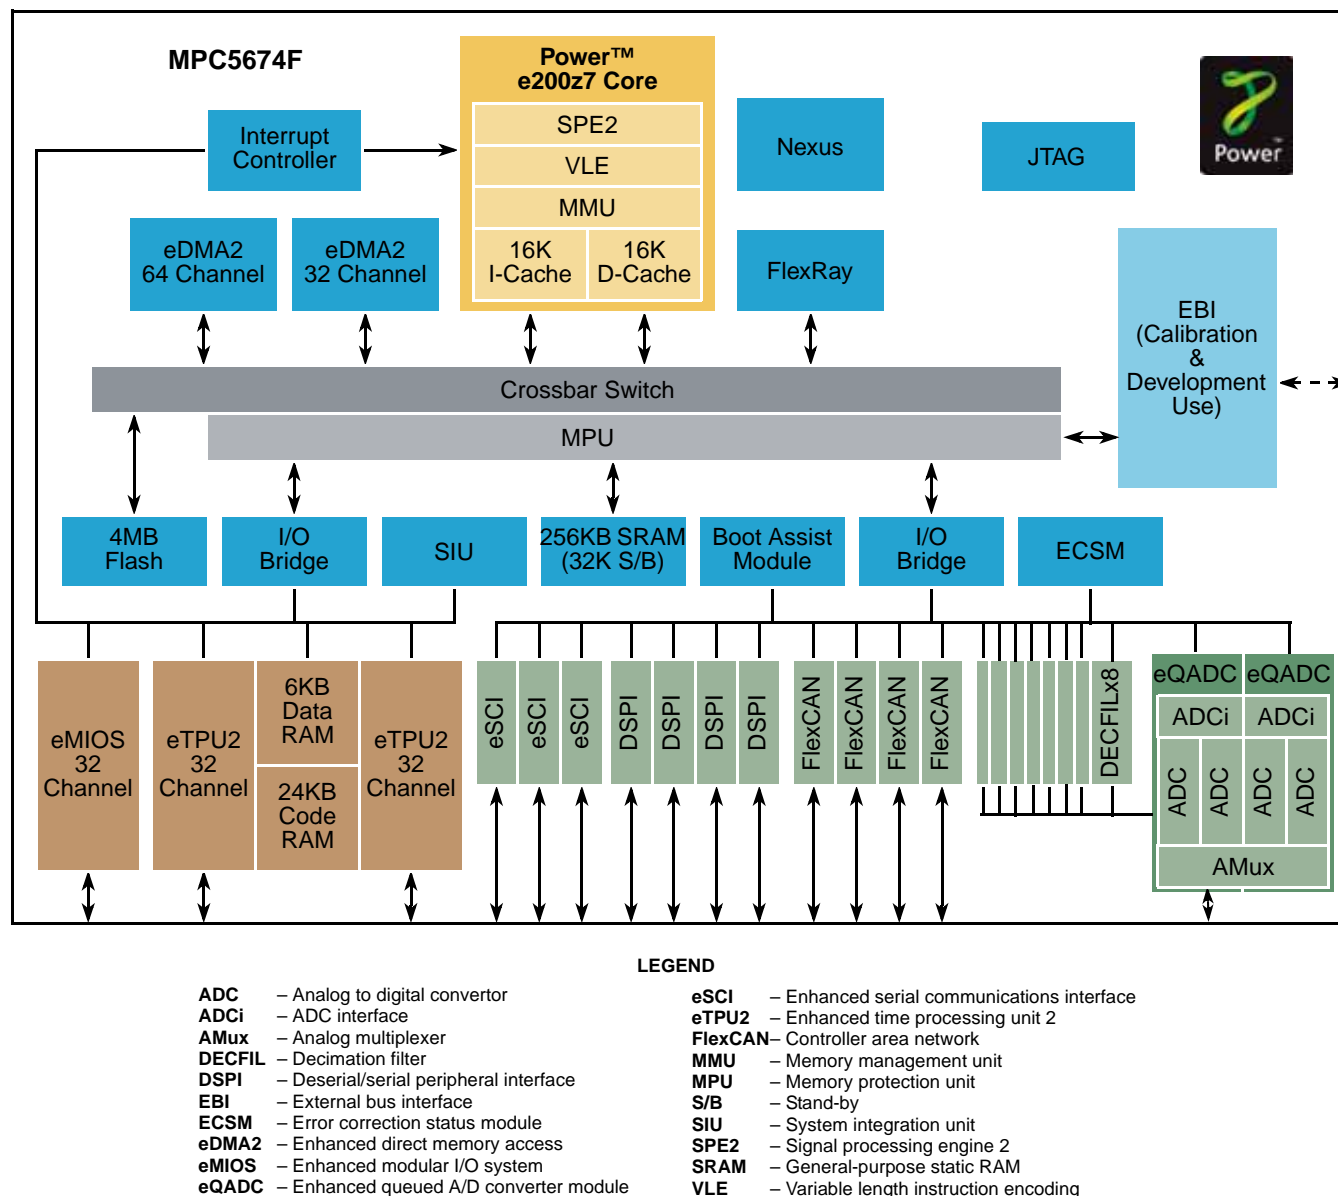 MPC5674F
Power™
e200z7 Core
SPE2
VLE
MMU
16K
I-Cache
16K
D-Cache
Interrupt
Controller
Nexus
JTAG
Power™
eDMA2
64 Channel
eDMA2
32 Channel
FlexRay
EBI
(Calibration
&
Development
Use)
Crossbar Switch
MPU
4MB
Flash
I/O
Bridge
SIU
256KB SRAM
(32K S/B)
Boot Assist
Module
I/O
Bridge
ECSM
eMIOS
32
Channel
eTPU2
32
Channel
6KB
Data
RAM
24KB
Code
RAM
eTPU2
32
Channel
eSCI
eSCI
eSCI
DSPI
DSPI
DSPI
DSPI
FlexCAN
FlexCAN
FlexCAN
FlexCAN
DECFILx8
eQADC
eQADC
ADCi
ADCi
ADC
ADC
ADC
ADC
AMux
LEGEND
ADC – Analog to digital convertor
ADCi – ADC interface
AMux – Analog multiplexer
DECFIL – Decimation filter
DSPI – Deserial/serial peripheral interface
EBI – External bus interface
ECSM – Error correction status module
eDMA2 – Enhanced direct memory access
eMIOS – Enhanced modular I/O system
eQADC – Enhanced queued A/D converter module
eSCI – Enhanced serial communications interface
eTPU2 – Enhanced time processing unit 2
FlexCAN – Controller area network
MMU – Memory management unit
MPU – Memory protection unit
S/B – Stand-by
SIU – System integration unit
SPE2 – Signal processing engine 2
SRAM – General-purpose static RAM
VLE – Variable length instruction encoding